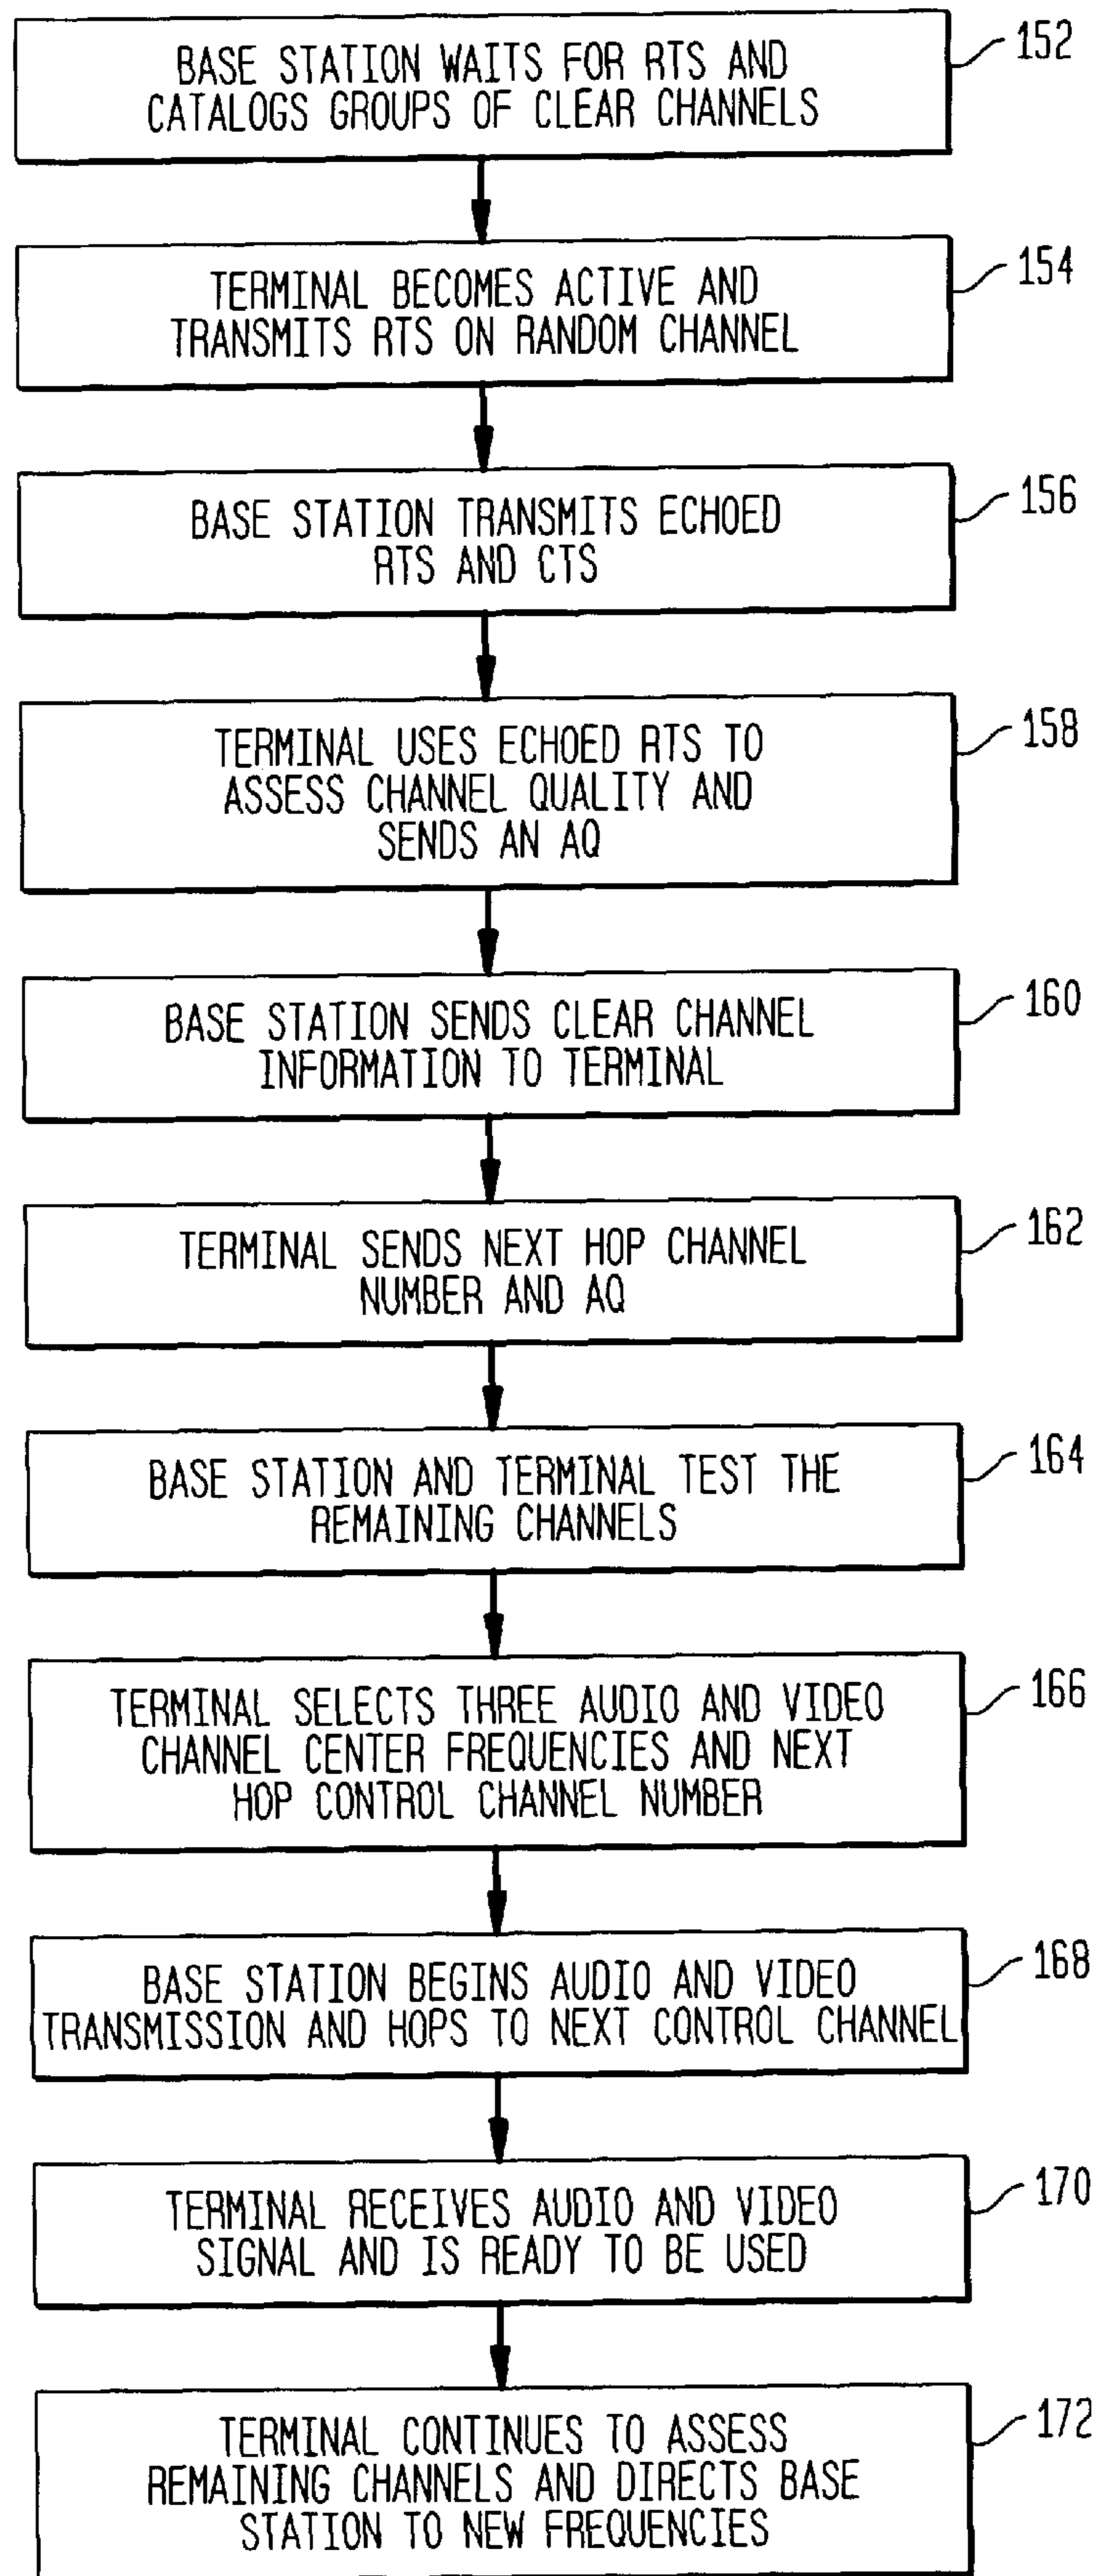 BASE STATION WAITS FOR RTS AND
CATALOGS GROUPS OF CLEAR CHANNELS
152
TERMINAL BECOMES ACTIVE AND
TRANSMITS RTS ON RANDOM CHANNEL
154
BASE STATION TRANSMITS ECHOED
RTS AND CTS
156
TERMINAL USES ECHOED RTS TO
ASSESS CHANNEL QUALITY AND
SENDS AN AQ
158
BASE STATION SENDS CLEAR CHANNEL
INFORMATION TO TERMINAL
160
TERMINAL SENDS NEXT HOP CHANNEL
NUMBER AND AQ
162
BASE STATION AND TERMINAL TEST THE
REMAINING CHANNELS
164
TERMINAL SELECTS THREE AUDIO AND VIDEO
CHANNEL CENTER FREQUENCIES AND NEXT
HOP CONTROL CHANNEL NUMBER
166
BASE STATION BEGINS AUDIO AND VIDEO
TRANSMISSION AND HOPS TO NEXT CONTROL CHANNEL
168
TERMINAL RECEIVES AUDIO AND VIDEO
SIGNAL AND IS READY TO BE USED
170
TERMINAL CONTINUES TO ASSESS
REMAINING CHANNELS AND DIRECTS BASE
STATION TO NEW FREQUENCIES
172